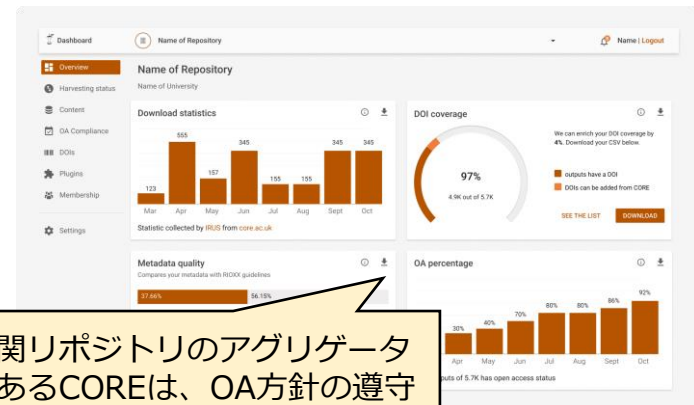 Dashboard
Name of Repository
Name | Logout
Overview
Harvesting status
Content
OA Compliance
DOIs
Plugins
Membership
Settings
Name of Repository
Name of University
Download statistics
123
555
157
345
155
155
345
345
Mar Apr May Jun Jul Aug Sept Oct
Statistic collected by IRUS from core.ac.uk
DOI coverage
97%
4.9K out of 5.7K
We can enrich your DOI coverage by
4%. Download your CSV below.
outputs have a DOI
DOIs can be added from CORE
SEE THE LIST DOWNLOAD
Metadata quality
Compares your metadata with RIOXX guidelines
37.66% 56.15%
OA percentage
30%
40%
70%
80%
80%
86%
92%
Apr May Jun Jul Aug Sept Oct
puts of 5.7K has open access status
関リポジトリのアグリゲータ
あるCOREは、OA方針の遵守